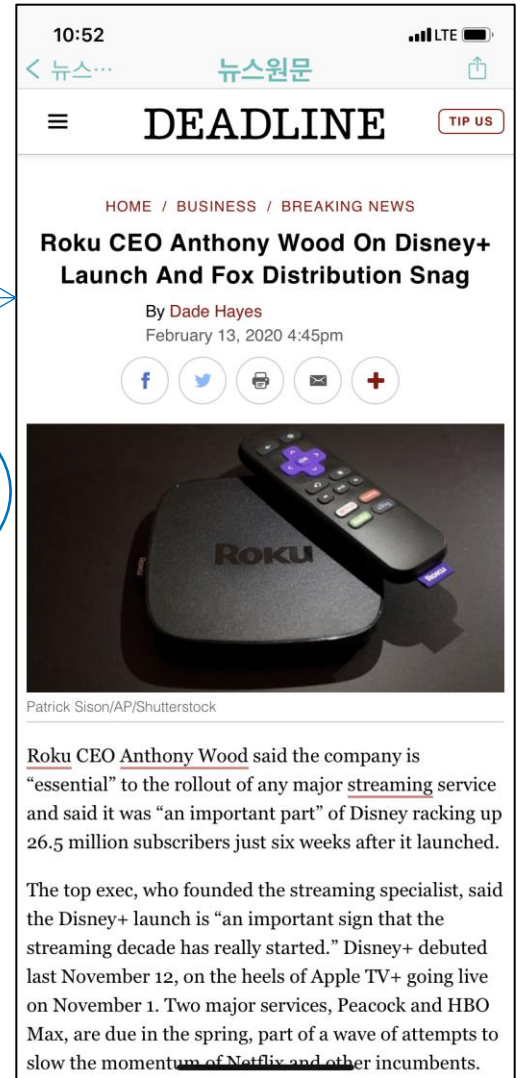 10:52
LTE
뉴스…
뉴스원문
DEADLINE
TIP US
HOME / BUSINESS / BREAKING NEWS
Roku CEO Anthony Wood On Disney+
Launch And Fox Distribution Snag
By Dade Hayes
February 13, 2020 4:45pm
ROKU
Patrick Sison/AP/Shutterstock
Roku CEO Anthony Wood said the company is
“essential” to the rollout of any major streaming service
and said it was “an important part” of Disney racking up
26.5 million subscribers just six weeks after it launched.
The top exec, who founded the streaming specialist, said
the Disney+ launch is “an important sign that the
streaming decade has really started.” Disney+ debuted
last November 12, on the heels of Apple TV+ going live
on November 1. Two major services, Peacock and HBO
Max, are due in the spring, part of a wave of attempts to
slow the momentum of Netflix and other incumbents.